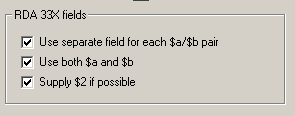 RDA 33X fields
Use separate field for each $a/$b pair
Use both $a and $b
Supply $2 if possible